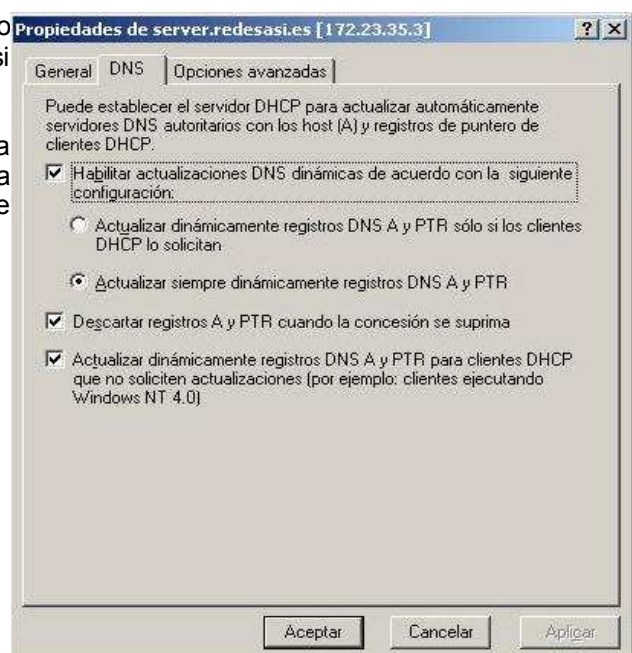 o
Propiedades de server.redesasi.es [172.23.35.3]
si
General DNS Opciones avanzadas
Puede establecer el servidor DHCP para actualizar automáticamente
servidores DNS autoritarios con los host (A) y registros de puntero de
clientes DHCP.
a
Habilitar actualizaciones DNS dinámicas de acuerdo con la siguiente
a
configuración:
e
Actualizar dinámicamente registros DNS A y PTR sólo si los clientes
DHCP lo solicitan
Actualizar siempre dinámicamente registros DNS A y PTR
Descartar registros A y PTR cuando la concesión se suprima
Actualizar dinámicamente registros DNS A y PTR para clientes DHCP
que no soliciten actualizaciones (por ejemplo: clientes ejecutando
Windows NT 4.0)
Aceptar Cancelar Aplicar